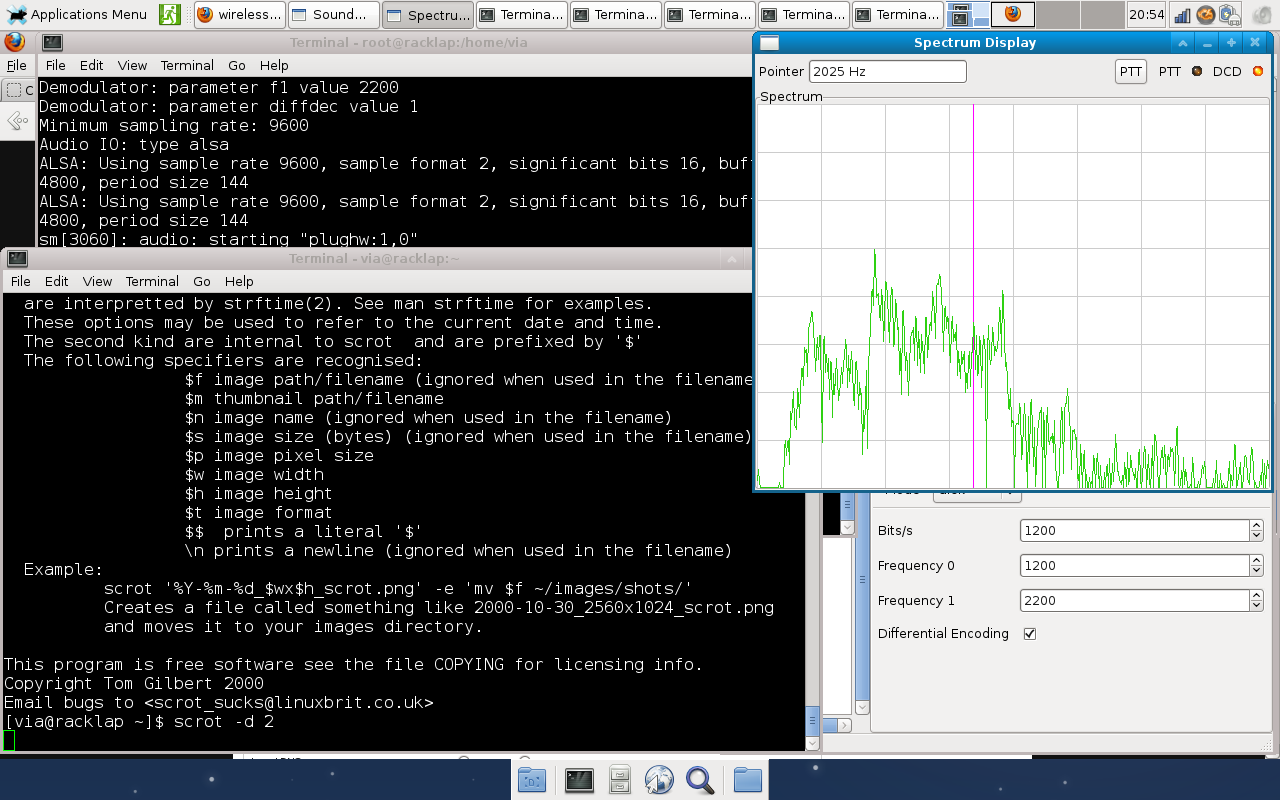 Applications Menu
wireless...
Sound...
Spectru...
Termina...
Termina...
Termina...
Termina...
Termina...
20:54
Terminal - root@racklap:/home/via
File
File Edit View Terminal Go Help
Demodulator: parameter f1 value 2200
Demodulator: parameter diffdec value 1
Minimum sampling rate: 9600
Audio IO: type alsa
ALSA: Using sample rate 9600, sample format 2, significant bits 16, buf
4800, period size 144
ALSA: Using sample rate 9600, sample format 2, significant bits 16, buf
4800, period size 144
sm[3060]: audio: starting "plughw:1,0"
Terminal - via@racklap:~
File Edit View Terminal Go Help
are interpretted by strftime(2). See man strftime for examples.
These options may be used to refer to the current date and time.
The second kind are internal to scrot  and are prefixed by '$'
The following specifiers are recognised:
$f image path/filename (ignored when used in the filename
$m thumbnail path/filename
$n image name (ignored when used in the filename)
$s image size (bytes) (ignored when used in the filename)
$p image pixel size
$w image width
$h image height
$t image format
$$  prints a literal '$'
\n prints a newline (ignored when used in the filename)
Example:
scrot '%Y-%m-%d_$wx$h_scrot.png' -e 'mv $f ~/images/shots/'
Creates a file called something like 2000-10-30_2560x1024_scrot.png
and moves it to your images directory.
This program is free software see the file COPYING for licensing info.
Copyright Tom Gilbert 2000
Email bugs to <scrot_sucks@linuxbrit.co.uk>
[via@racklap ~]$ scrot -d 2
Spectrum Display
Pointer 2025 Hz PTT PTT DCD
Spectrum
Bits/s 1200
Frequency 0 1200
Frequency 1 2200
Differential Encoding